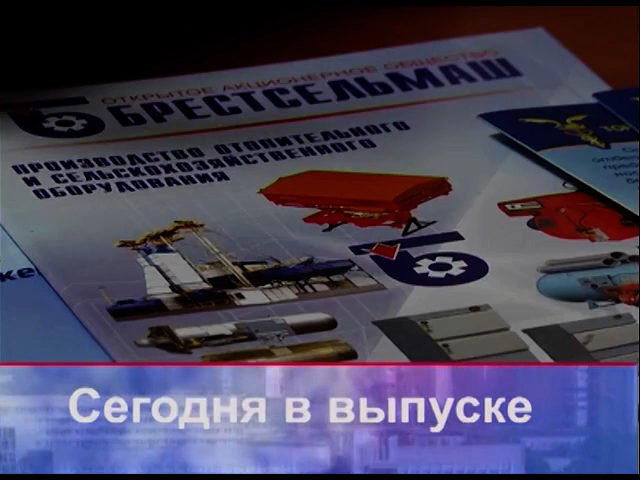 ОТКРЫТОЕ АКЦИОНЕРНОЕ ОБЩЕСТВО
БРЕСТСЕЛЬМАШ
ПРОИЗВОДСТВО ОТОПИТЕЛЬНОГО
И СЕЛЬСКОХОЗЯЙСТВЕННОГО
ОБОРУДОВАНИЯ
Сегодня в выпуске